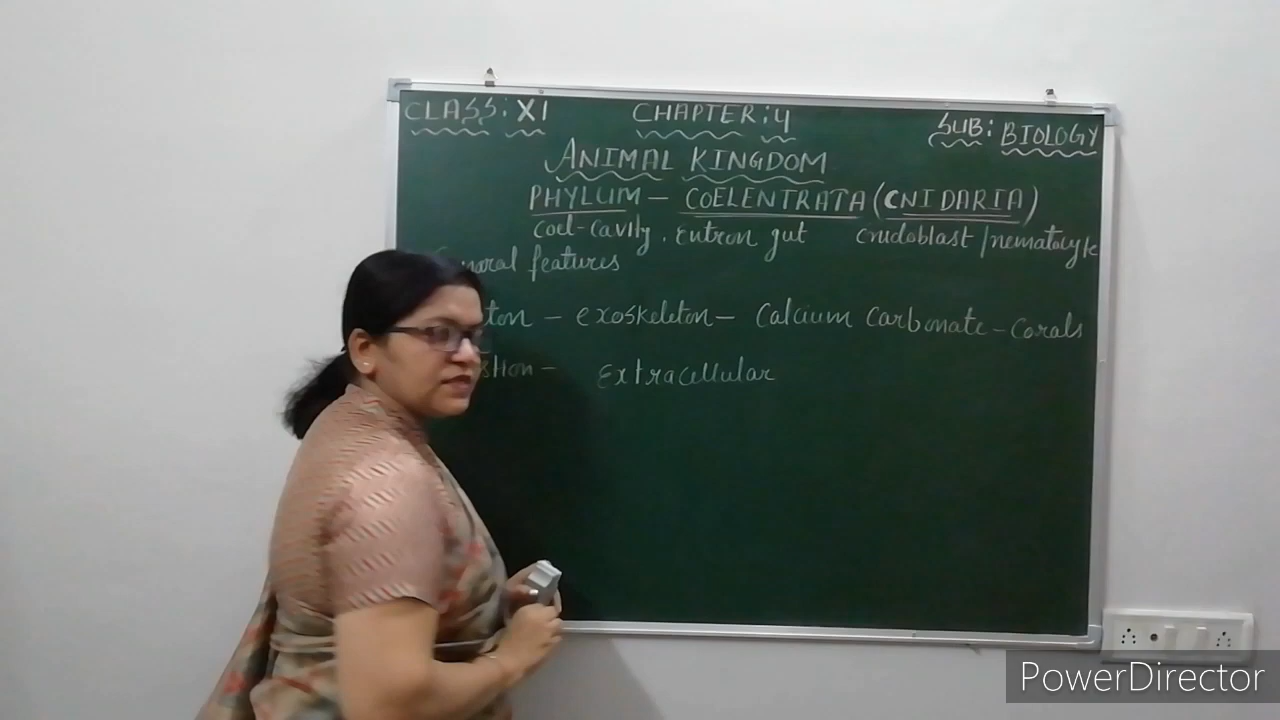 CLASS: XI CHAPTER: 4 SUB: BIOLOGY
ANIMAL KINGDOM
PHYLUM - COELENTRATA (CNIDARIA)
coel-cavity. entron gut cnidoblast/nematocyte
features
exoskeleton - Calcium Carbonate - Corals
Extracellular
PowerDirector